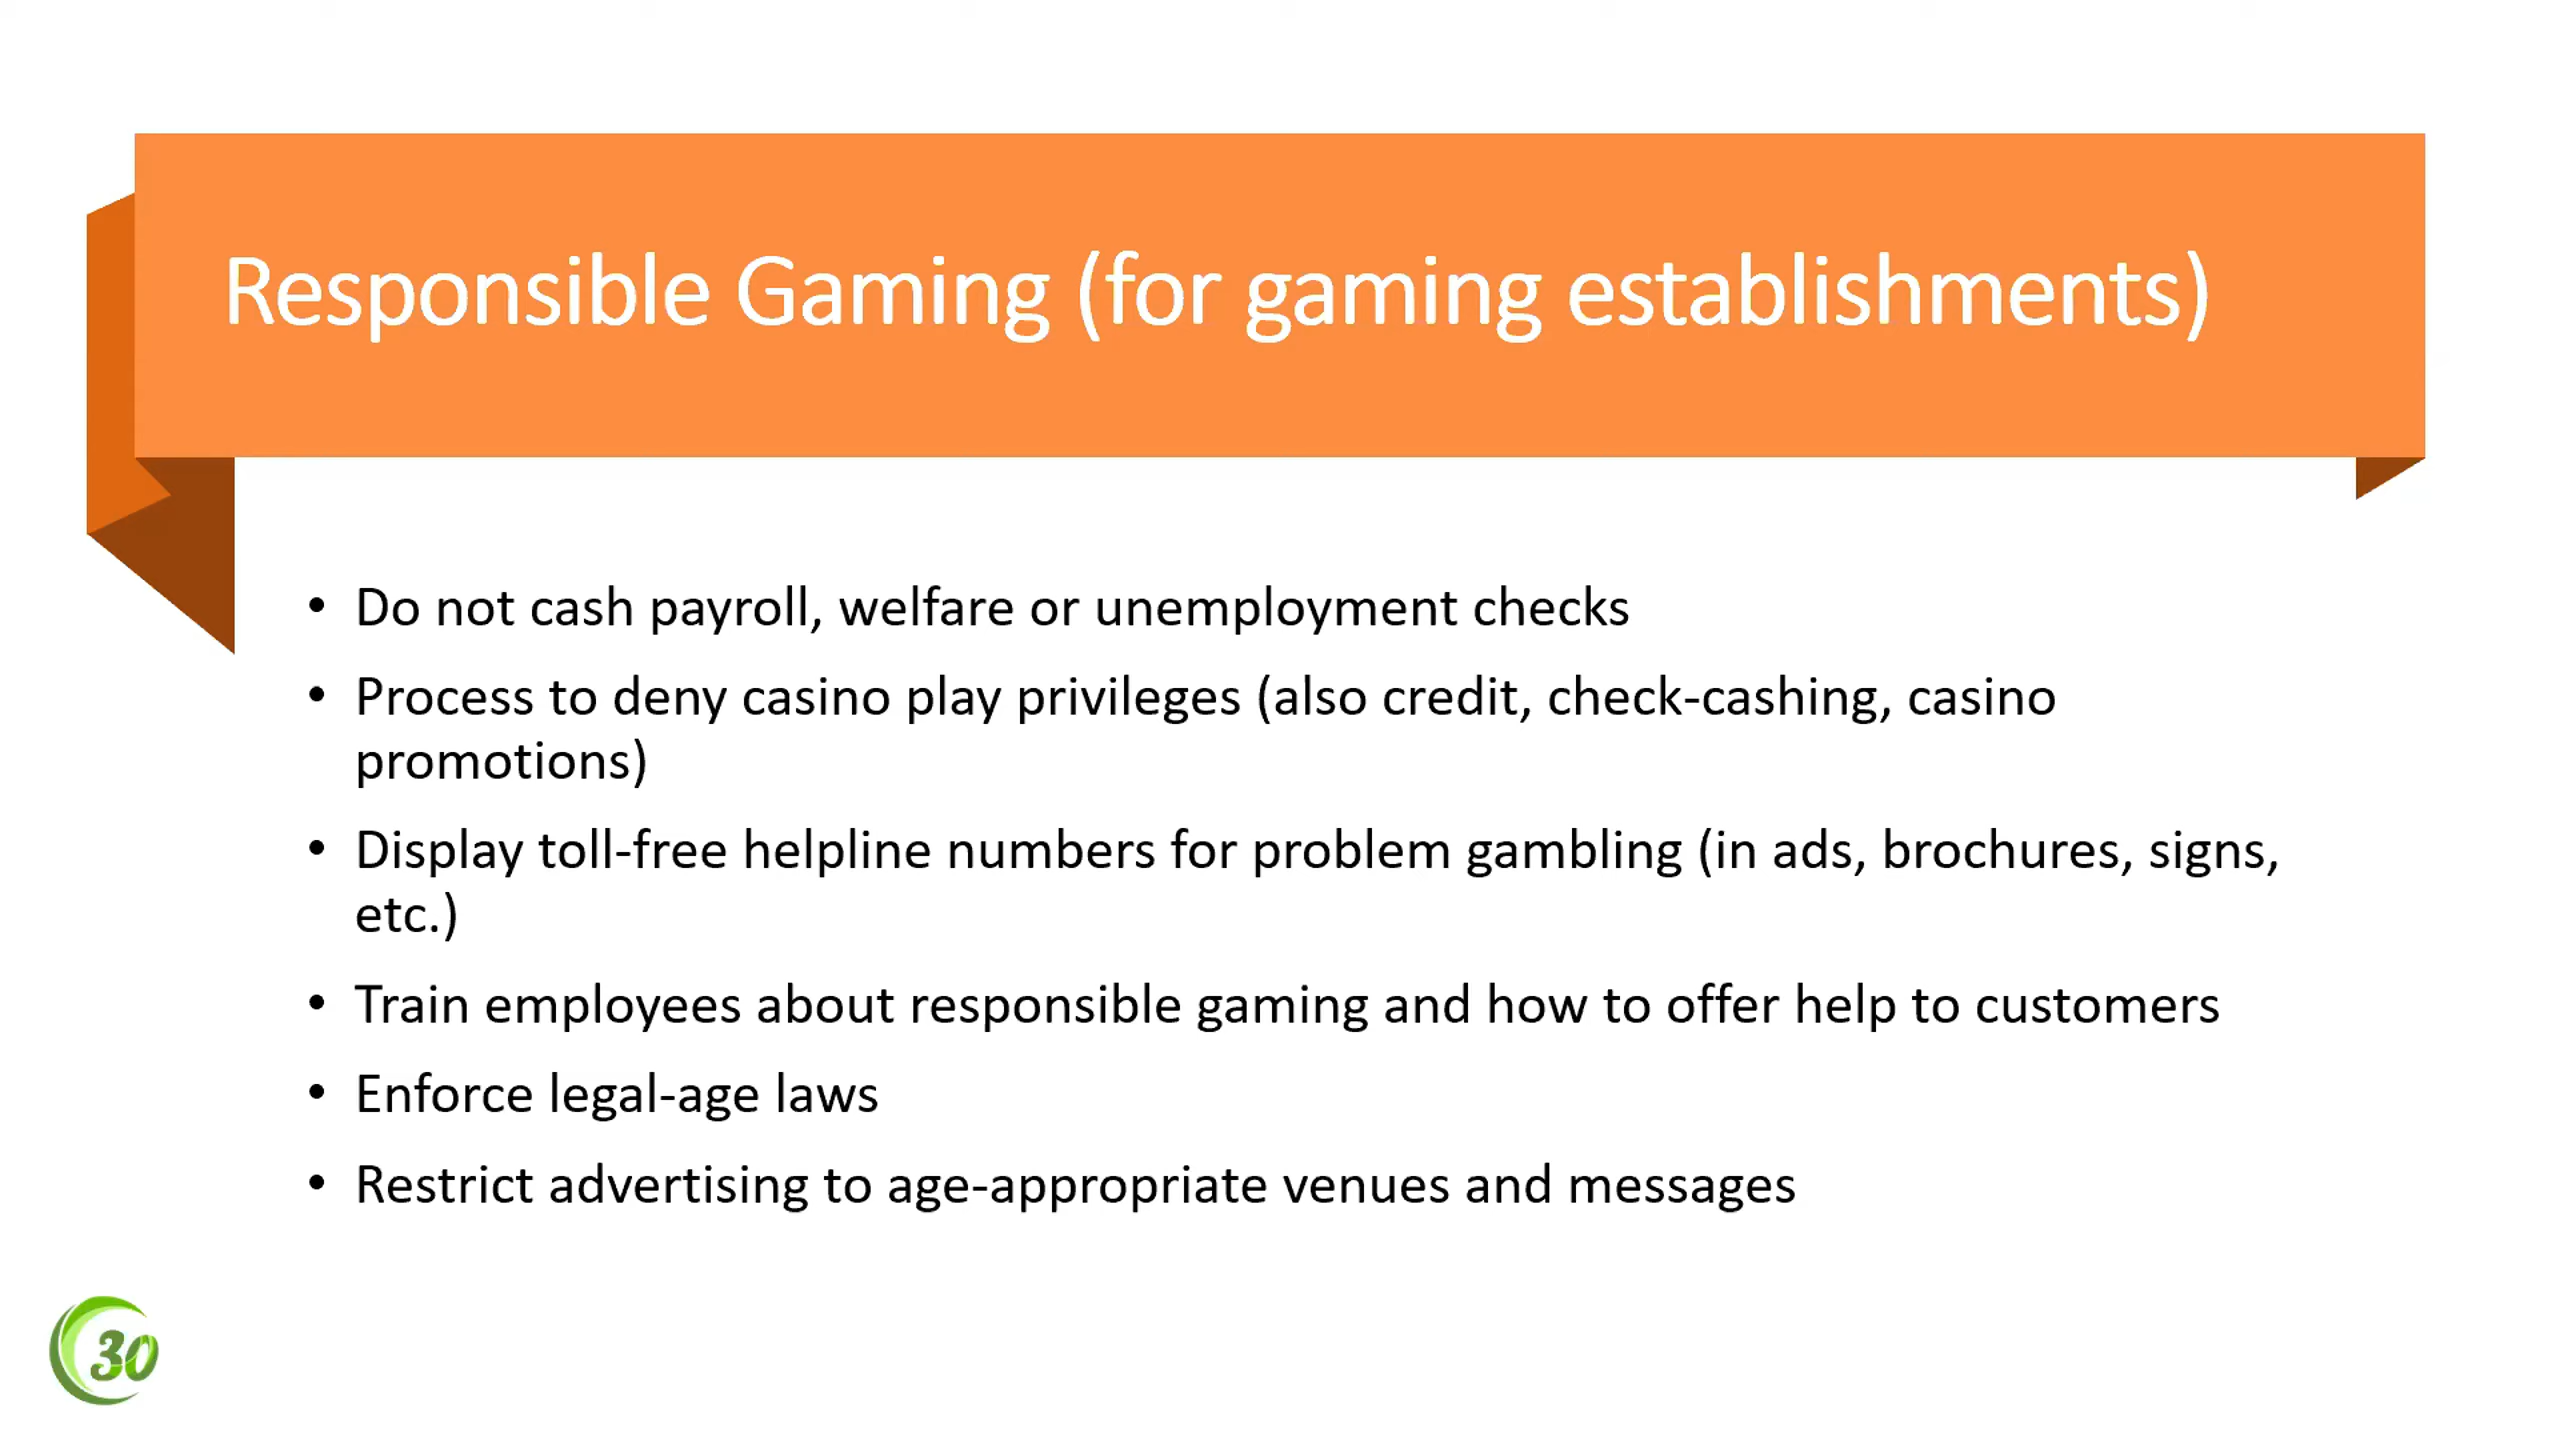 Responsible Gaming (for gaming establishments)
• Do not cash payroll, welfare or unemployment checks
• Process to deny casino play privileges (also credit, check-cashing, casino
promotions)
• Display toll-free helpline numbers for problem gambling (in ads, brochures, signs,
etc.)
• Train employees about responsible gaming and how to offer help to customers
• Enforce legal-age laws
• Restrict advertising to age-appropriate venues and messages
30